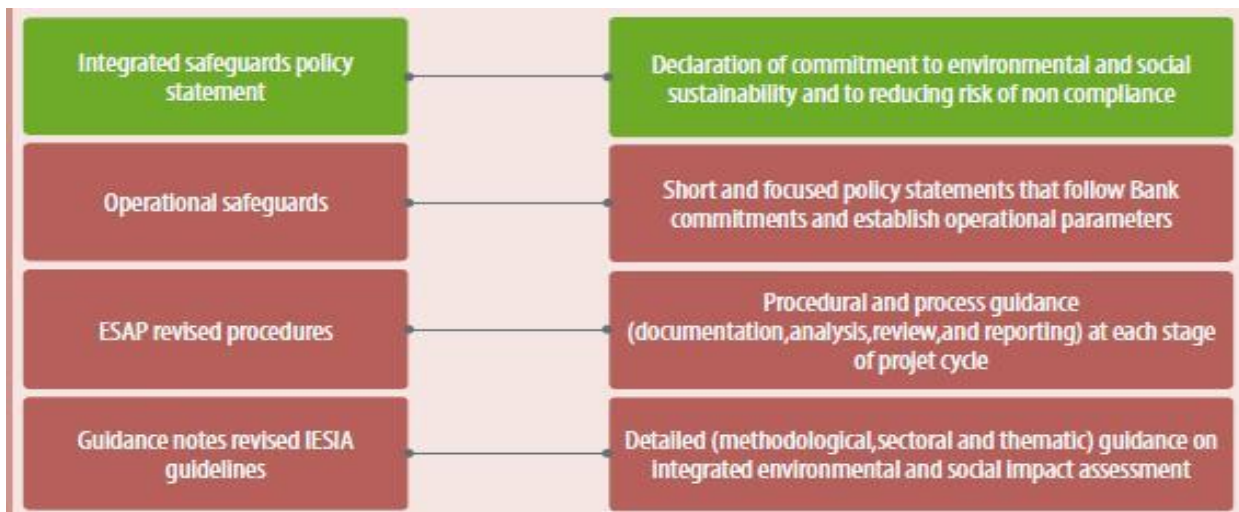 Integrated safeguards policy
statement
Declaration of commitment to environmental and social
sustainability and to reducing risk of non compliance
Operational safeguards
Short and focused policy statements that follow Bank
commitments and establish operational parameters
ESAP revised procedures
Procedural and process guidance
(documentation,analysis,review,and reporting) at each stage
of projet cycle
Guidance notes revised IESIA
guidelines
Detailed (methodological,sectoral and thematic) guidance on
integrated environmental and social impact assessment